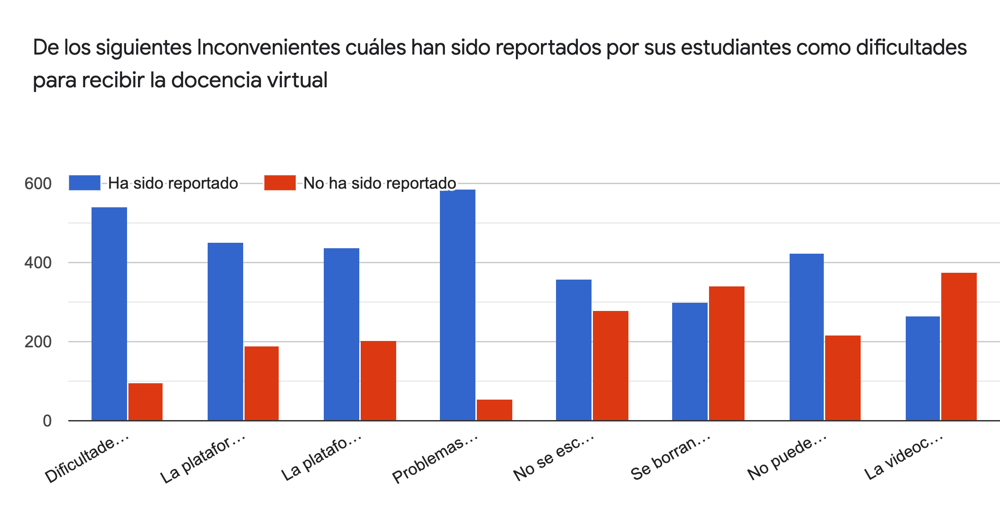 De los siguientes Inconvenientes cuáles han sido reportados por sus estudiantes como dificultades
para recibir la docencia virtual
Ha sido reportado
No ha sido reportado
600
400
200
0
Dificultade...
La platafor...
La platafo...
Problemas...
No se esc...
Se borran...
No puede...
La videoc...